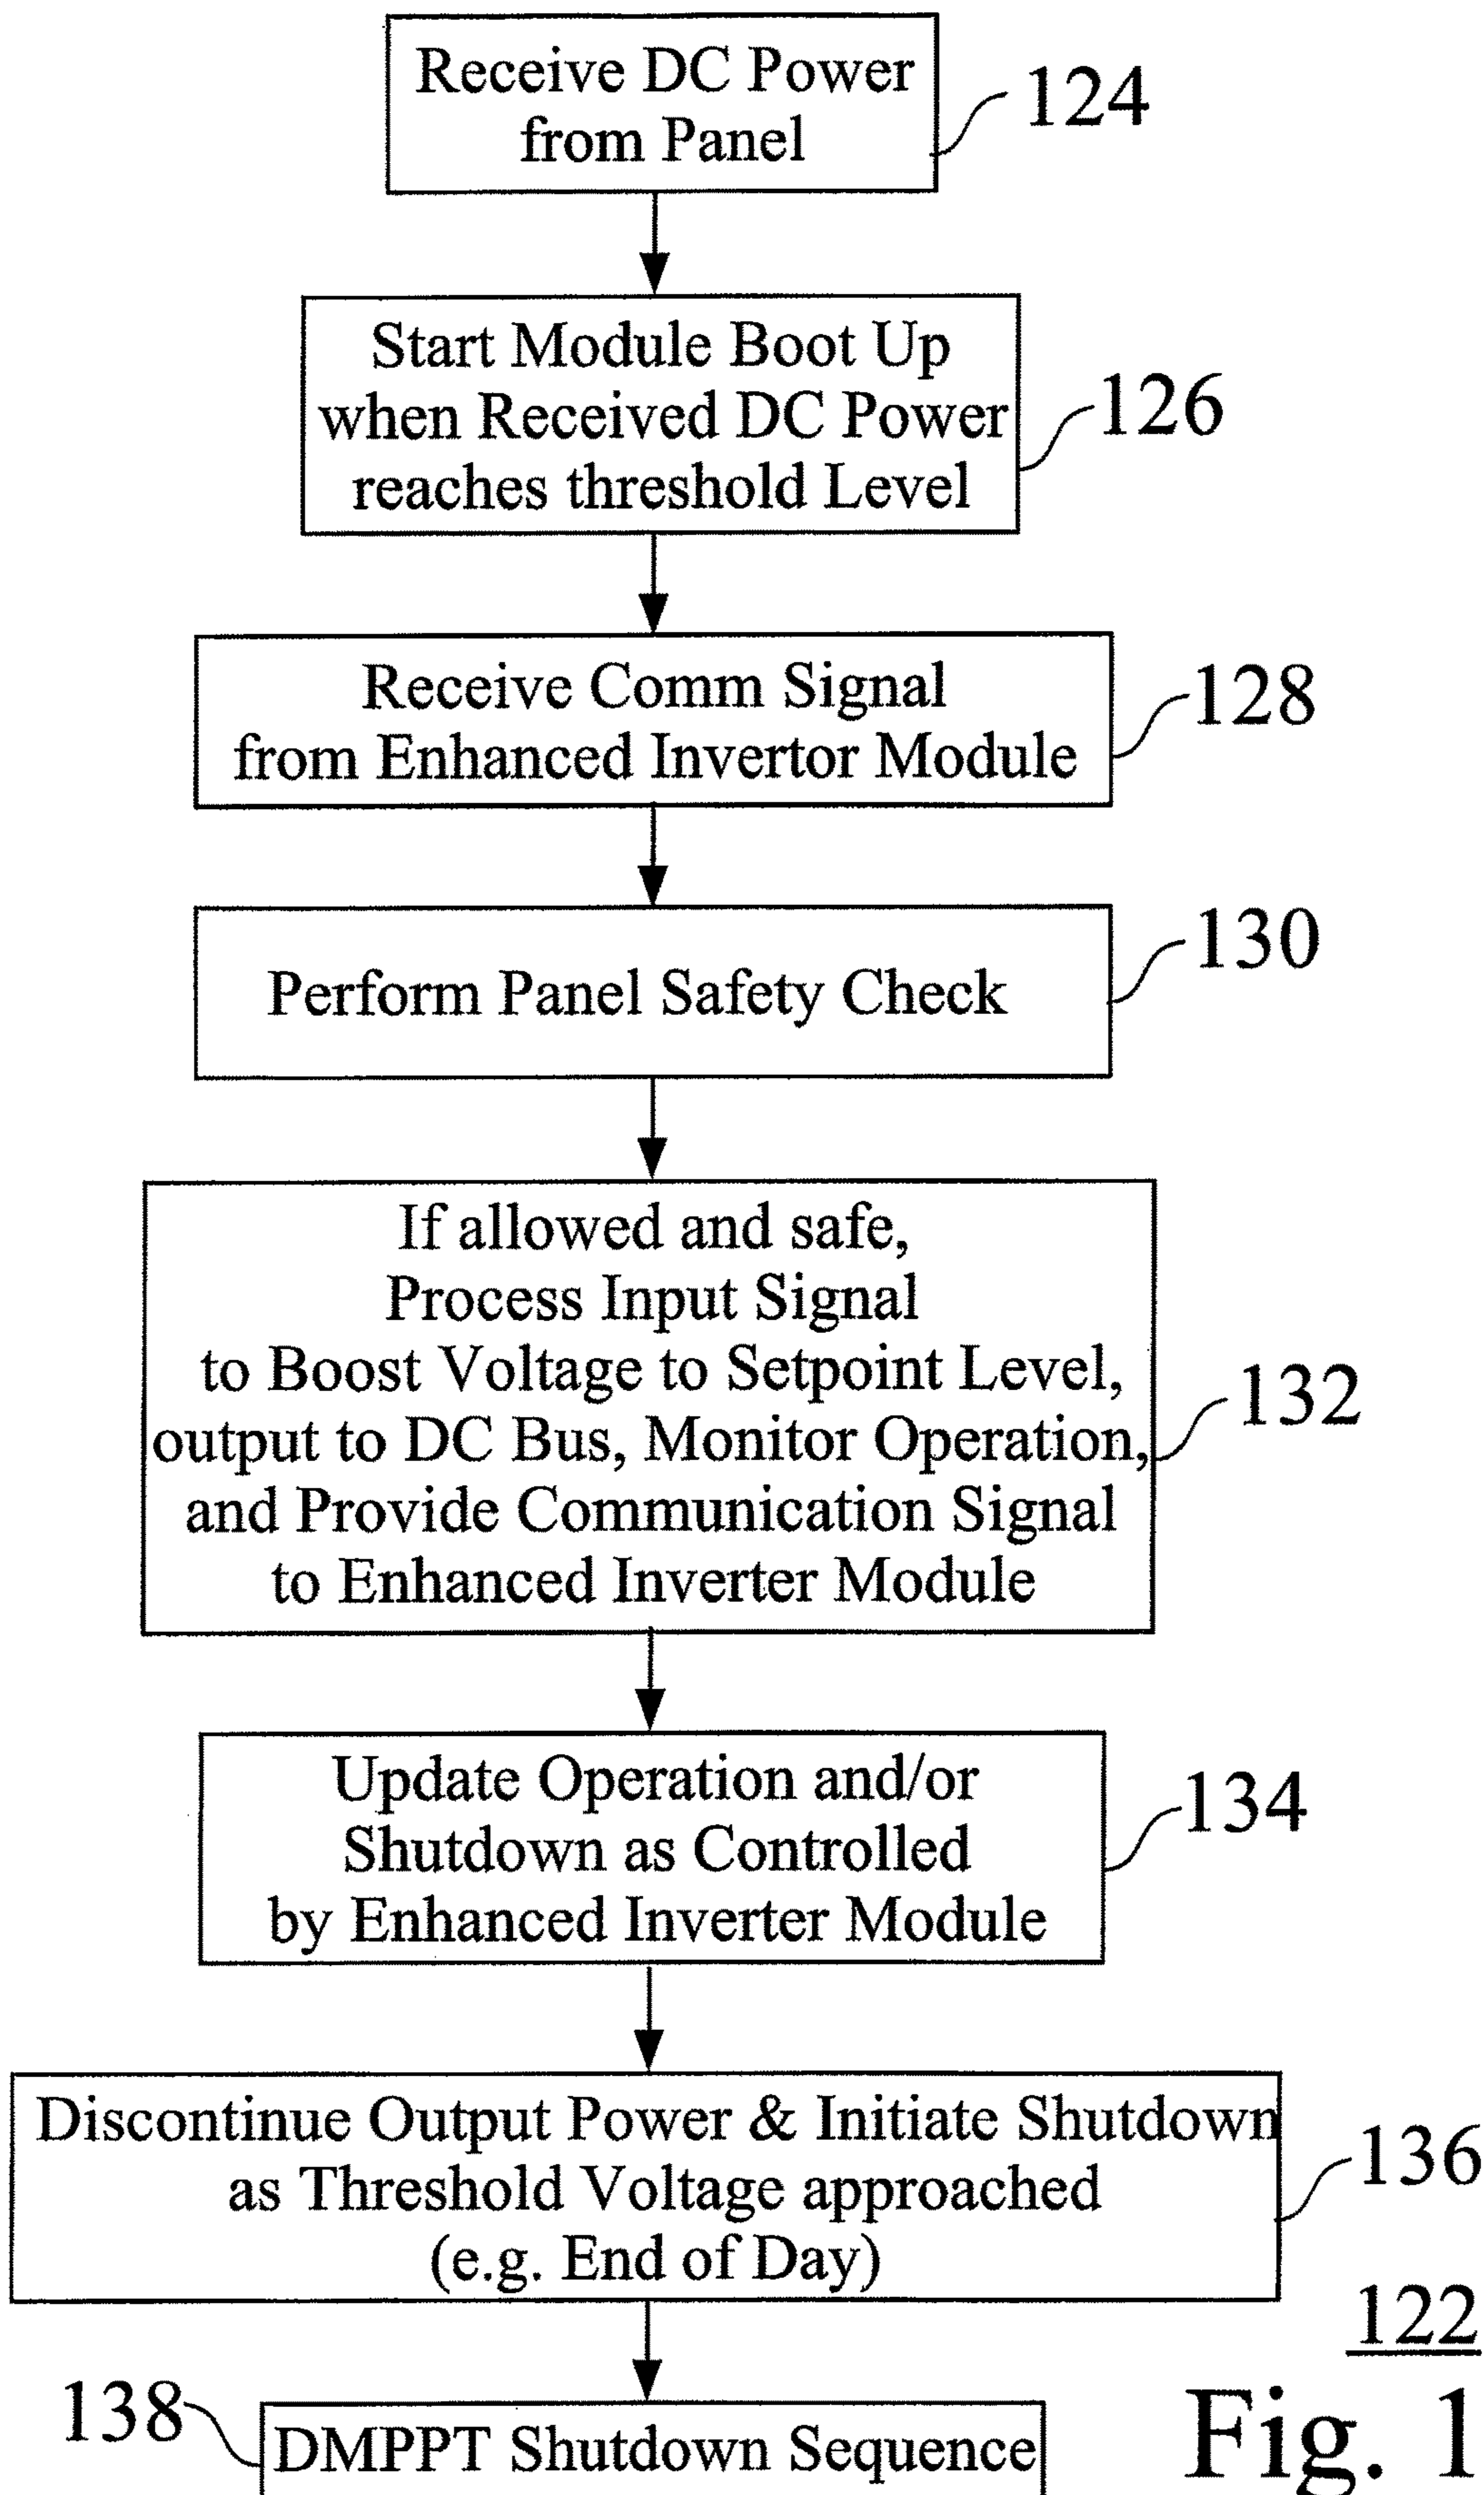 Receive DC Power
from Panel
124
Start Module Boot Up
when Received DC Power
reaches threshold Level
126
Receive Comm Signal
from Enhanced Invertor Module
128
Perform Panel Safety Check
130
If allowed and safe,
Process Input Signal
to Boost Voltage to Setpoint Level,
output to DC Bus, Monitor Operation,
and Provide Communication Signal
to Enhanced Inverter Module
132
Update Operation and/or
Shutdown as Controlled
by Enhanced Inverter Module
134
Discontinue Output Power & Initiate Shutdown
as Threshold Voltage approached
(e.g. End of Day)
136
122
138
DMPPT Shutdown Sequence
Fig. 1